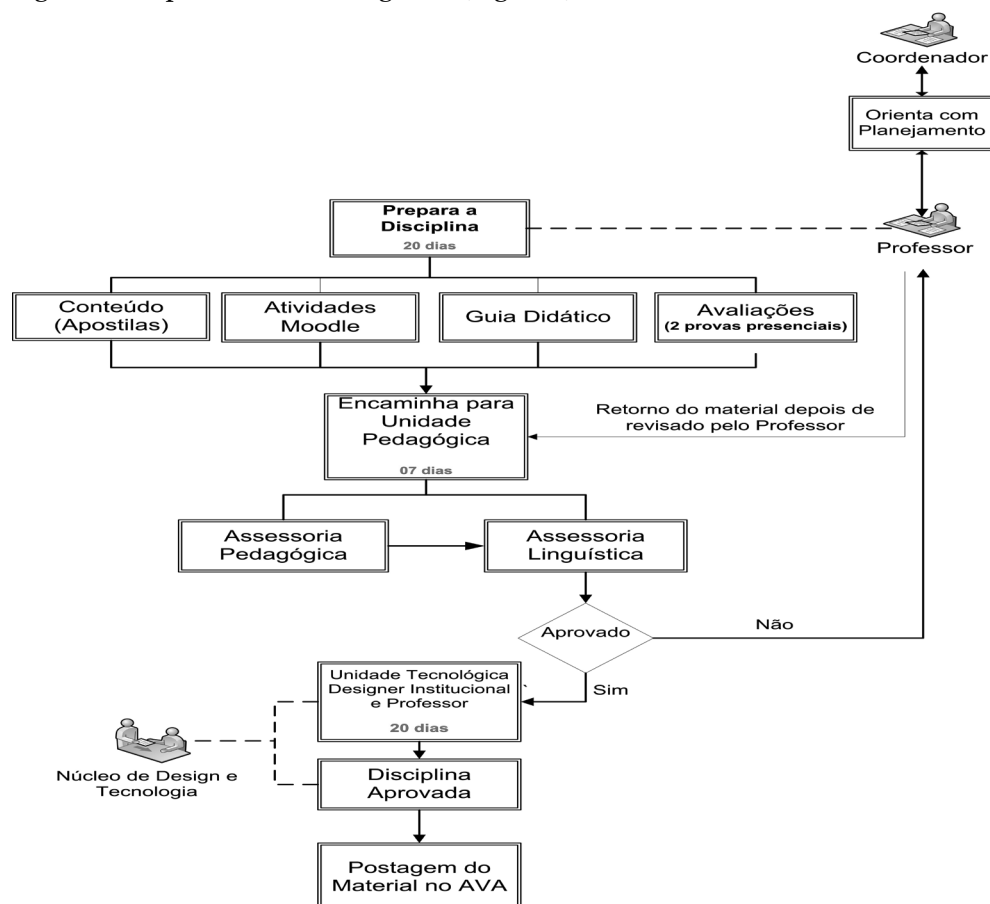 Coordenador
Orienta com
Planejamento
Prepara a
Disciplina
20 dias
Professor
Conteúdo
(Apostilas)
Atividades
Moodle
Guia Didático
Avaliações
(2 provas presenciais)
Encaminha para
Unidade
Pedagógica
07 dias
Retorno do material depois de
revisado pelo Professor
Assessoria
Pedagógica
Assessoria
Linguística
Aprovado
Não
Sim
Unidade Tecnológica
Designer Institucional
e Professor
20 dias
Núcleo de Design e
Tecnologia
Disciplina
Aprovada
Postagem do
Material no AVA